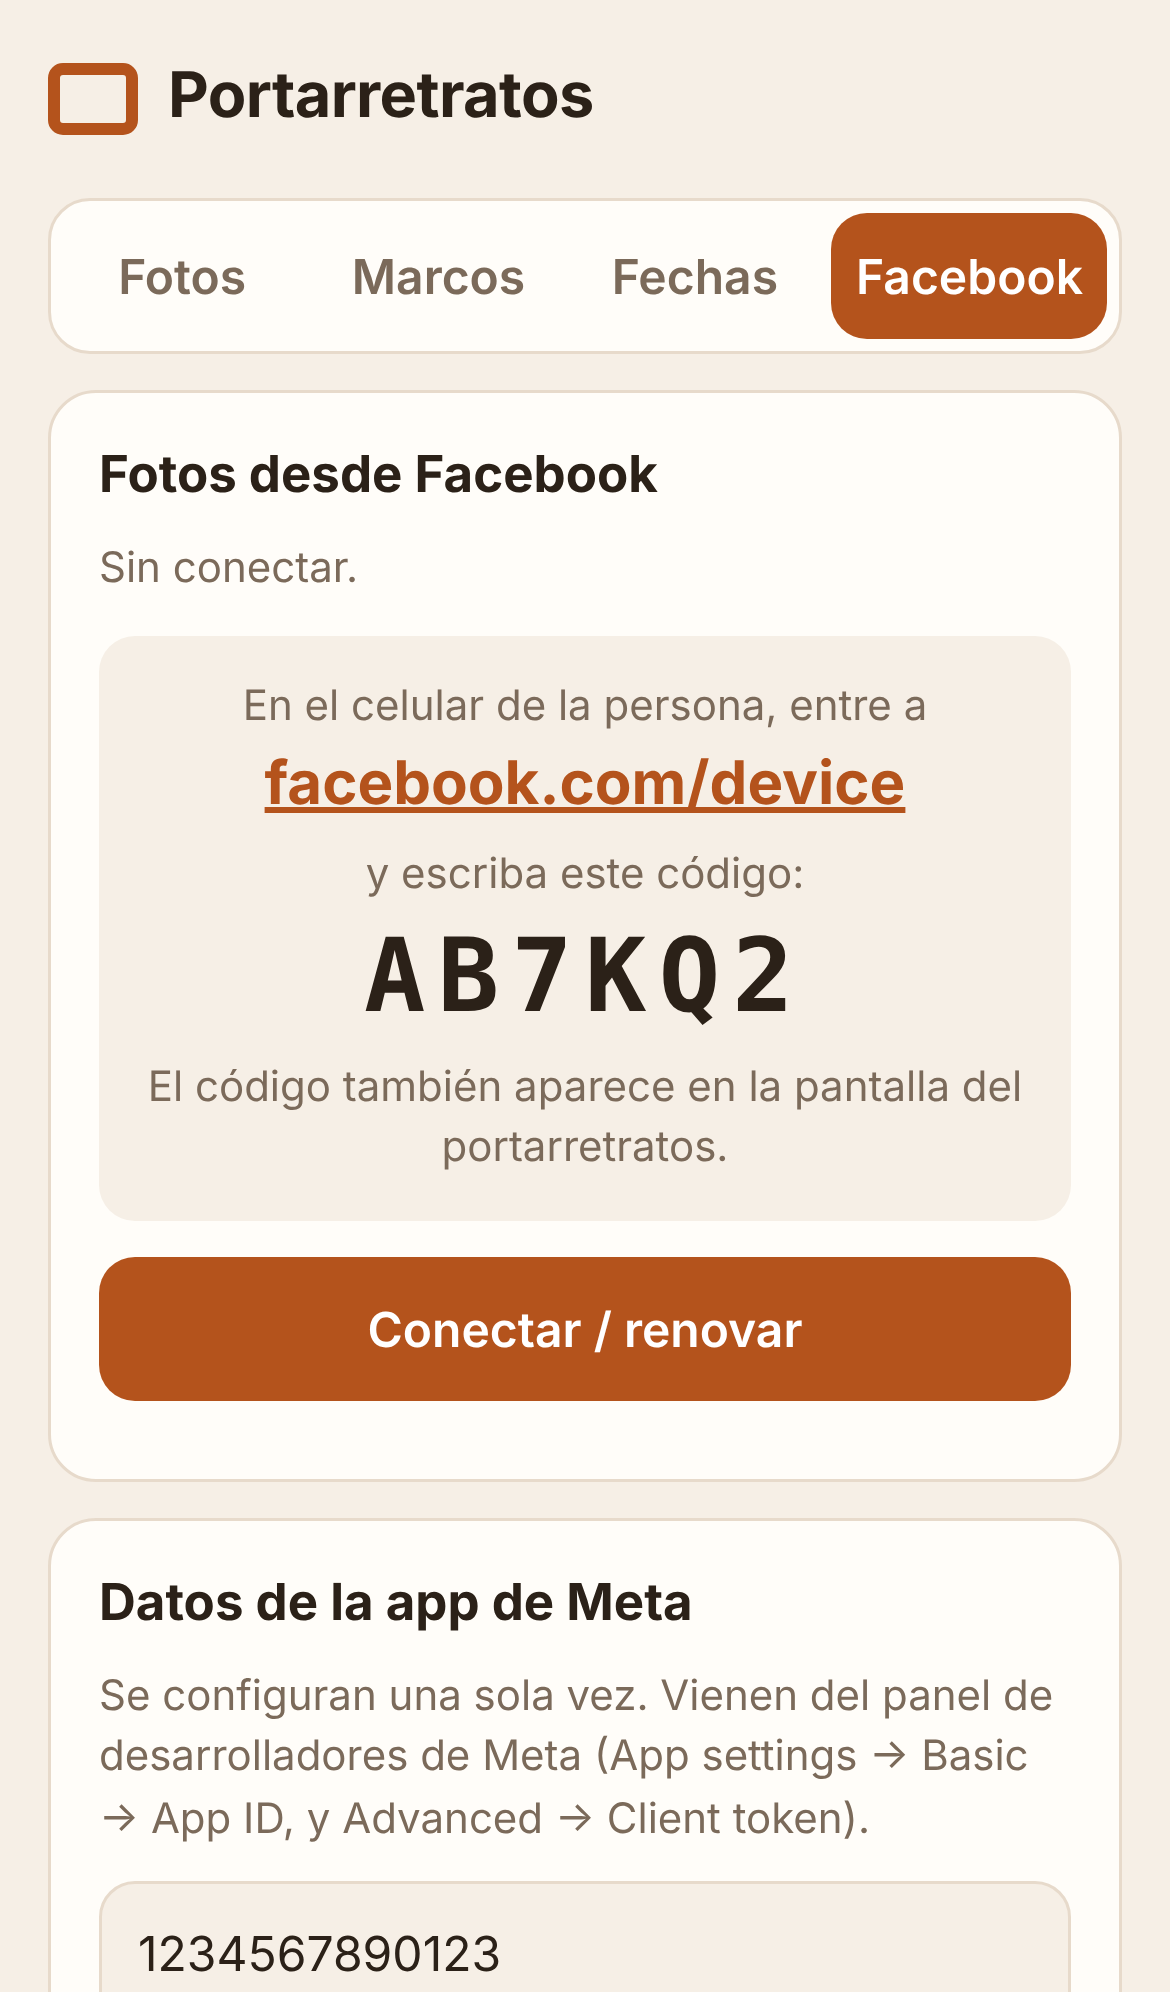 Portarretratos
Fotos
Marcos
Fechas
Facebook
Fotos desde Facebook
Sin conectar.
En el celular de la persona, entre a
facebook.com/device
y escriba este código:
AB7KQ2
El código también aparece en la pantalla del
portarretratos.
Conectar / renovar
Datos de la app de Meta
Se configuran una sola vez. Vienen del panel de
desarrolladores de Meta (App settings → Basic
→ App ID, y Advanced → Client token).
1234567890123